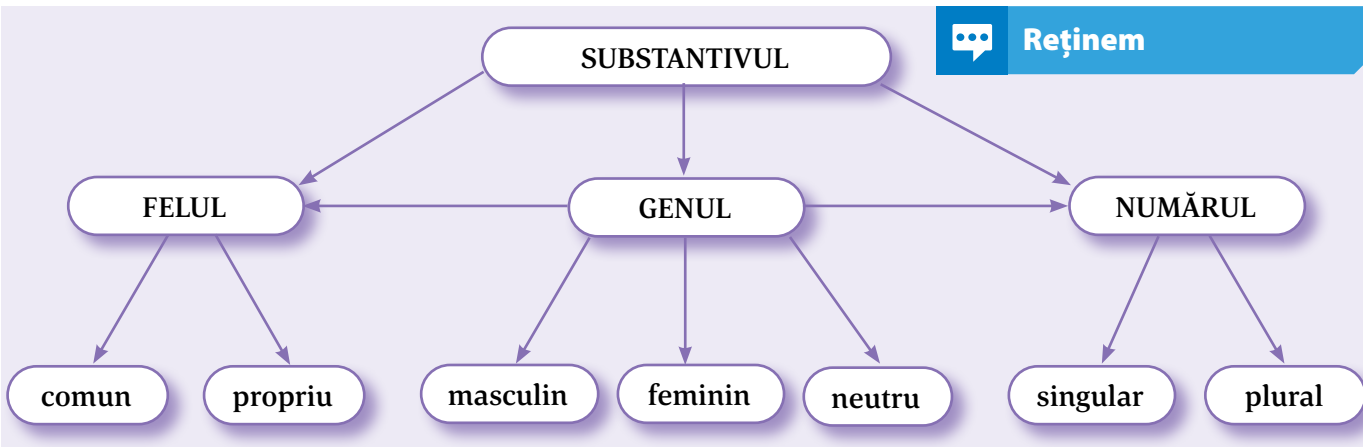 Reținem
SUBSTANTIVUL
FELUL
GENUL
NUMĂRUL
comun
propriu
masculin
feminin
neutru
singular
plural